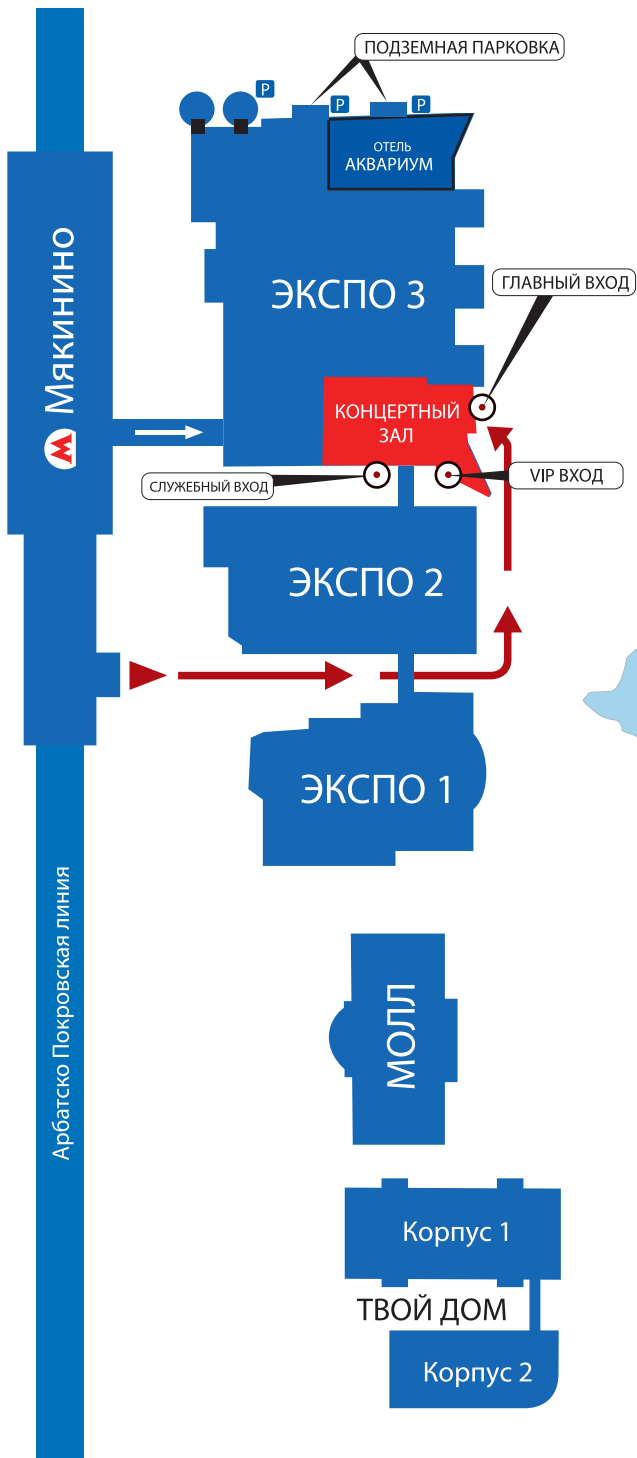 ПОДЗЕМНАЯ ПАРКОВКА
P
P
P
ОТЕЛЬ
АКВАРИУМ
Мякинино
ЭКСПО 3
ГЛАВНЫЙ ВХОД
КОНЦЕРТНЫЙ
ЗАЛ
СЛУЖЕБНЫЙ ВХОД
VIP ВХОД
ЭКСПО 2
ЭКСПО 1
Арбатско Покровская линия
МОЛЛ
Корпус 1
ТВОЙ ДОМ
Корпус 2